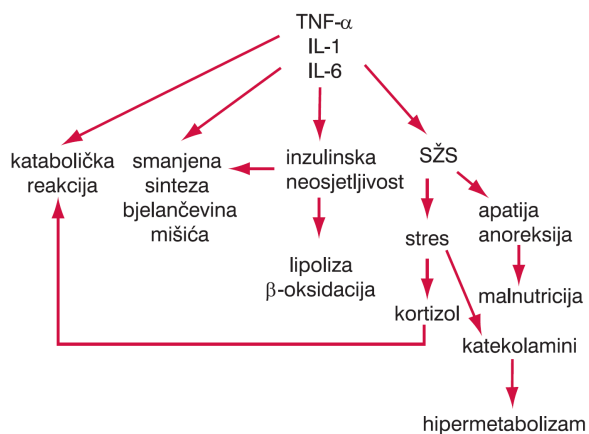 TNF-α
IL-1
IL-6
katabolička
reakcija
smanjena
sinteza
bjelančevina
mišića
inzulinska
neosjetljivost
SŽS
apatija
anoreksija
stres
lipoliza
β-oksidacija
malnutricija
kortizol
katekolamini
hipermetabolizam